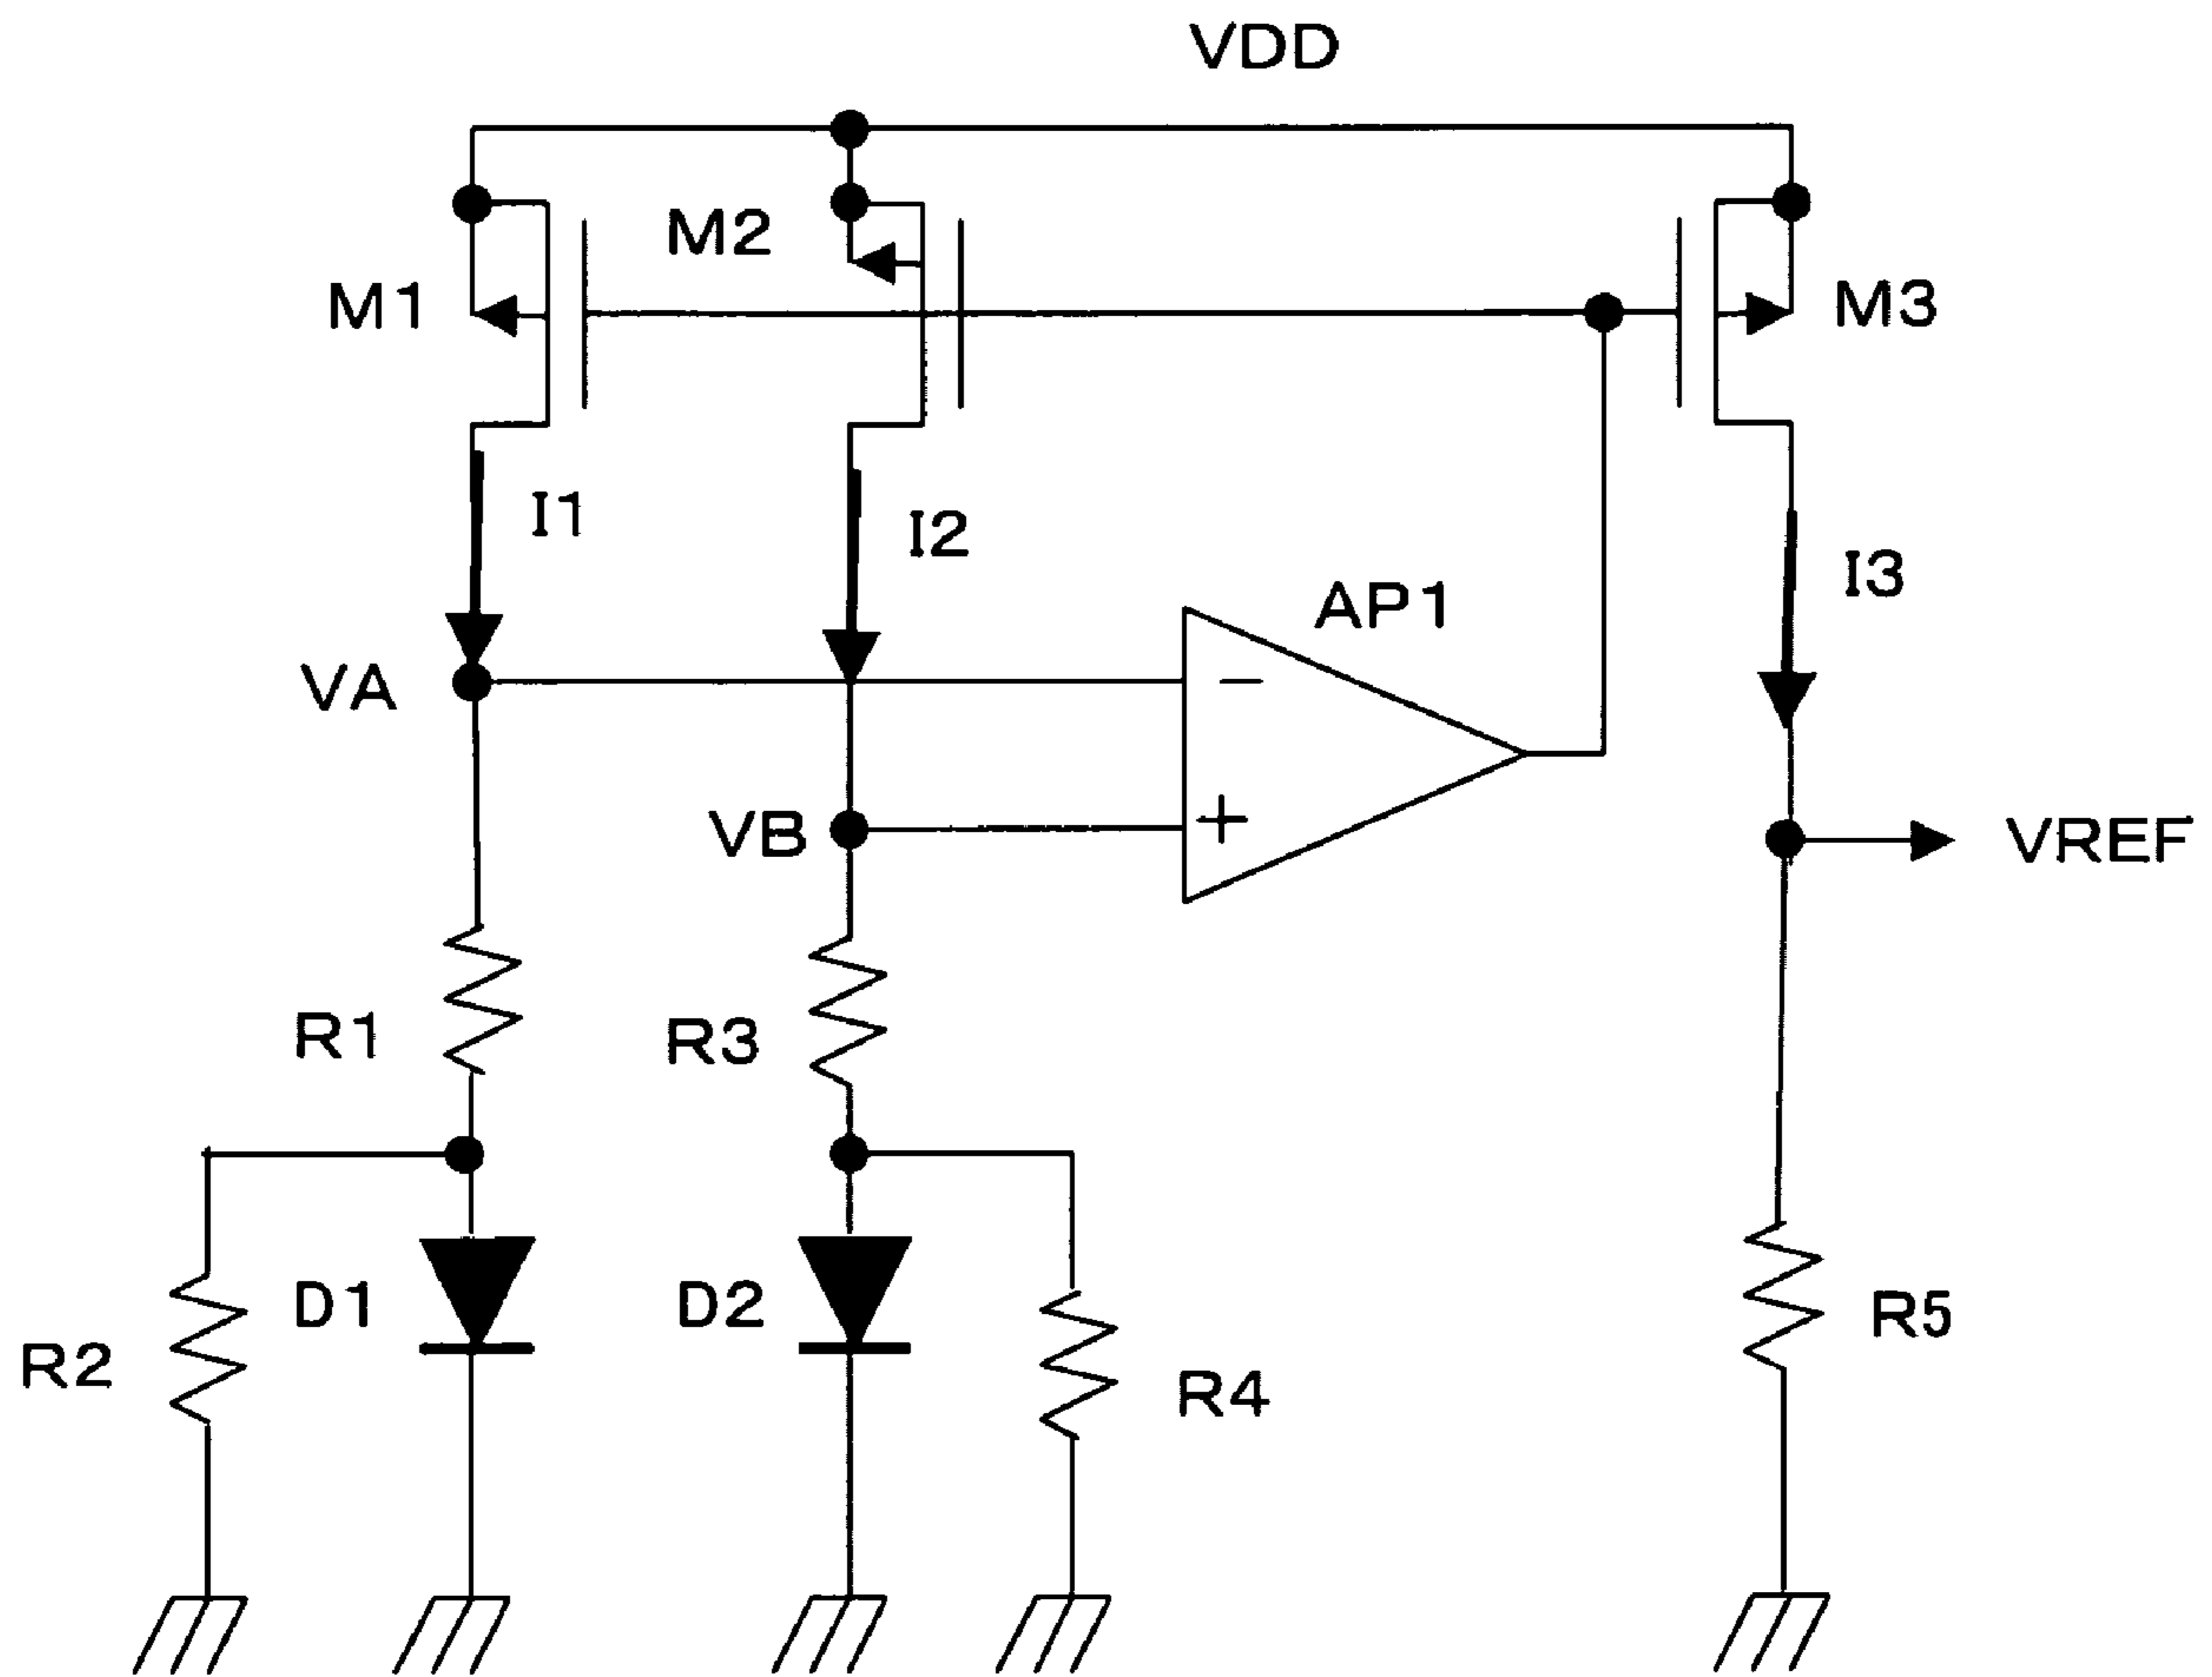 VDD
M2
M1
M3
I1
I2
I3
AP1
VA
−
VB
+
VREF
R1
R3
D1
D2
R5
R2
R4